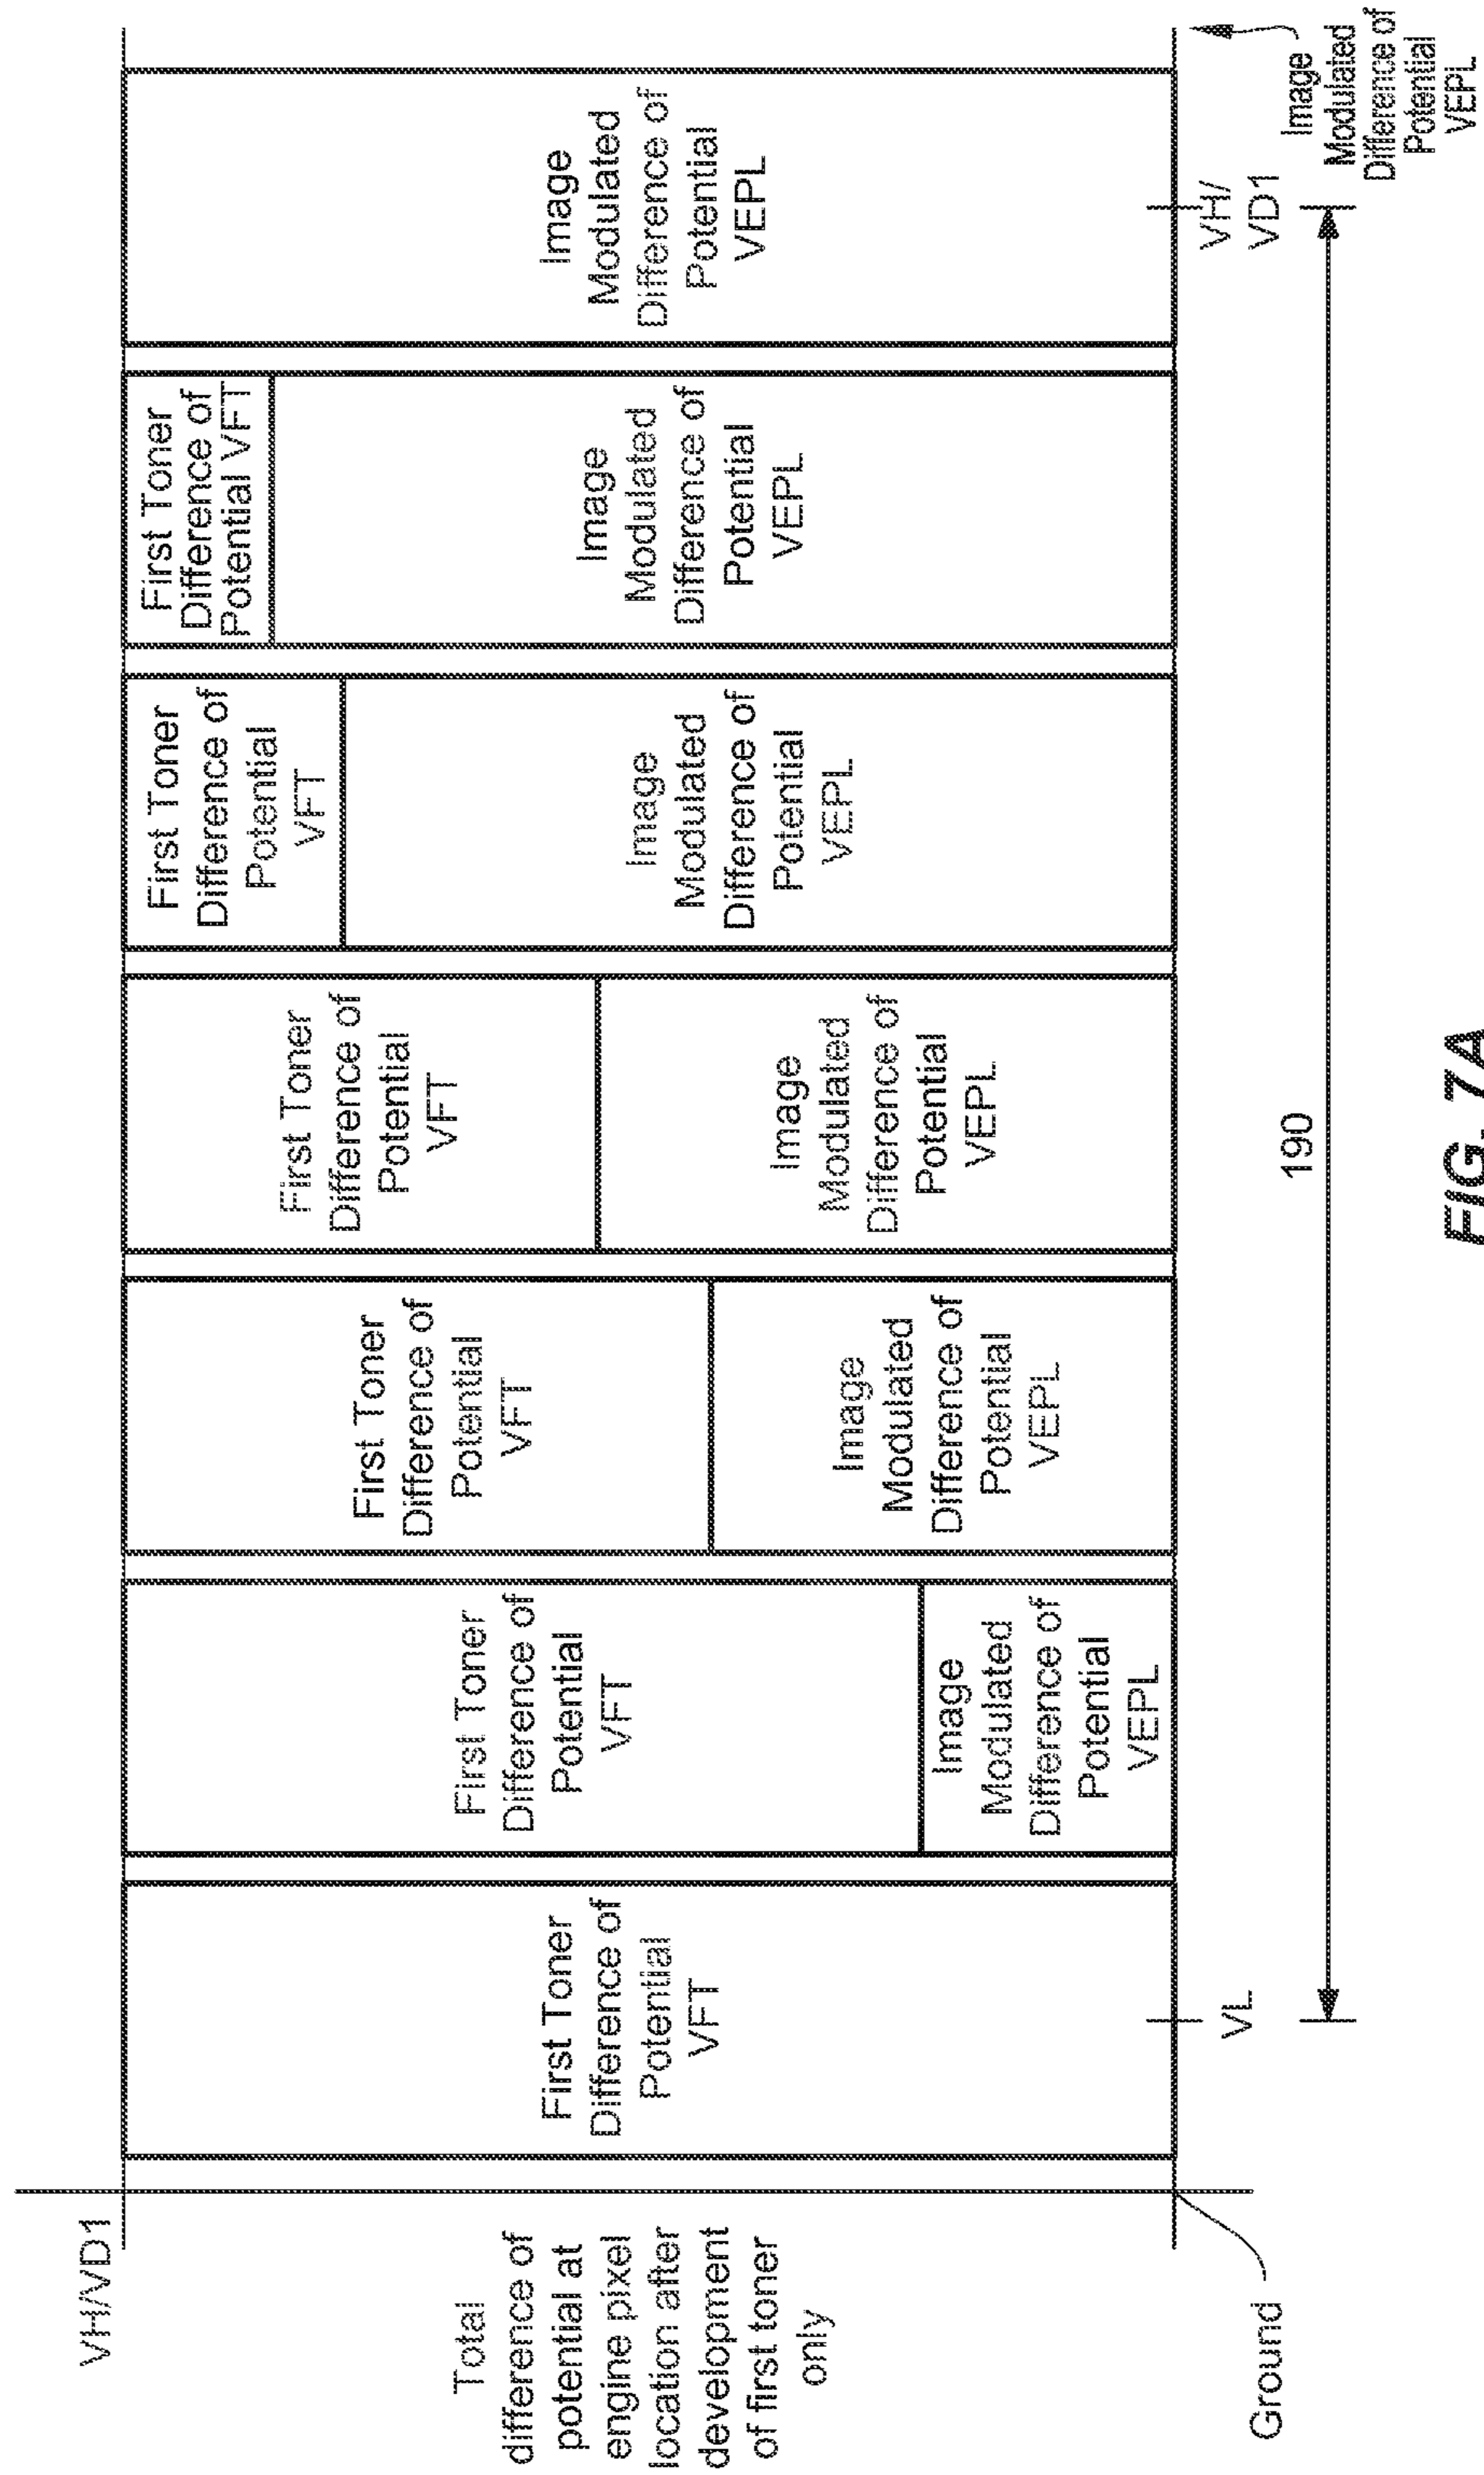 VH/VD1
Total
difference of
potential at
engine pixel
location after
development
of first toner
only
Ground
First Toner
Difference of
Potential
VFT
First Toner
Difference of
Potential
VFT
Image
Modulated
Difference of
Potential
VEPL
First Toner
Difference of
Potential
VFT
Image
Modulated
Difference of
Potential
VEPL
First Toner
Difference of
Potential
VFT
Image
Modulated
Difference of
Potential
VEPL
First Toner
Difference of
Potential
VFT
Image
Modulated
Difference of
Potential
VEPL
First Toner
Difference of
Potential VFT
Image
Modulated
Difference of
Potential
VEPL
Image
Modulated
Difference of
Potential
VEPL
VL
VH/
VD1
Image
Modulated
Difference of
Potential
VEPL
190
FIG. 7A